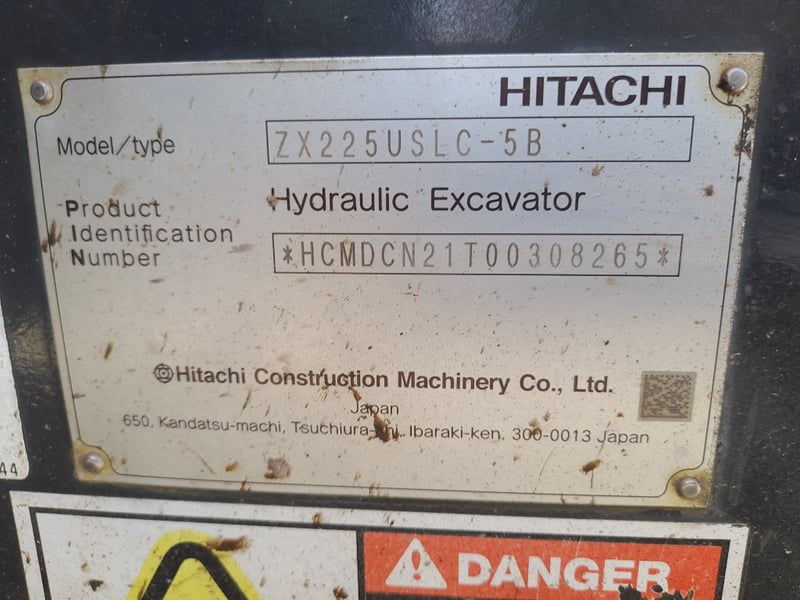 HITACHI
Model/type ZX225USLC-5B
Hydraulic Excavator
Product
Identification
Number *HCMDCN21T00308265*
Hitachi Construction Machinery Co., Ltd.
Japan
650, Kandatsu-machi, Tsuchiura-shi, Ibaraki-ken, 300-0013 Japan
44
DANGER